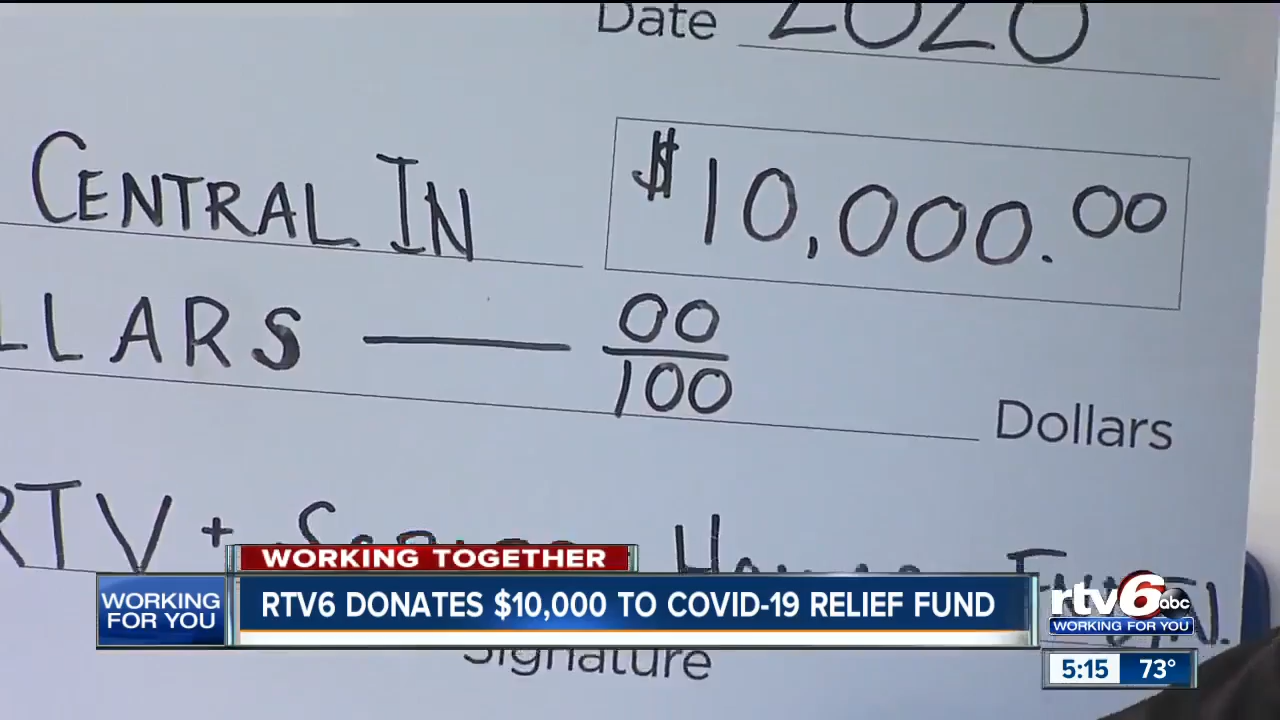 Date 2020
CENTRAL IN $10,000.00
LLARS — 00/100
Dollars
RTV +
WORKING TOGETHER
WORKING FOR YOU
RTV6 DONATES $10,000 TO COVID-19 RELIEF FUND
rtv6 abc
WORKING FOR YOU
Signature
5:15 73°